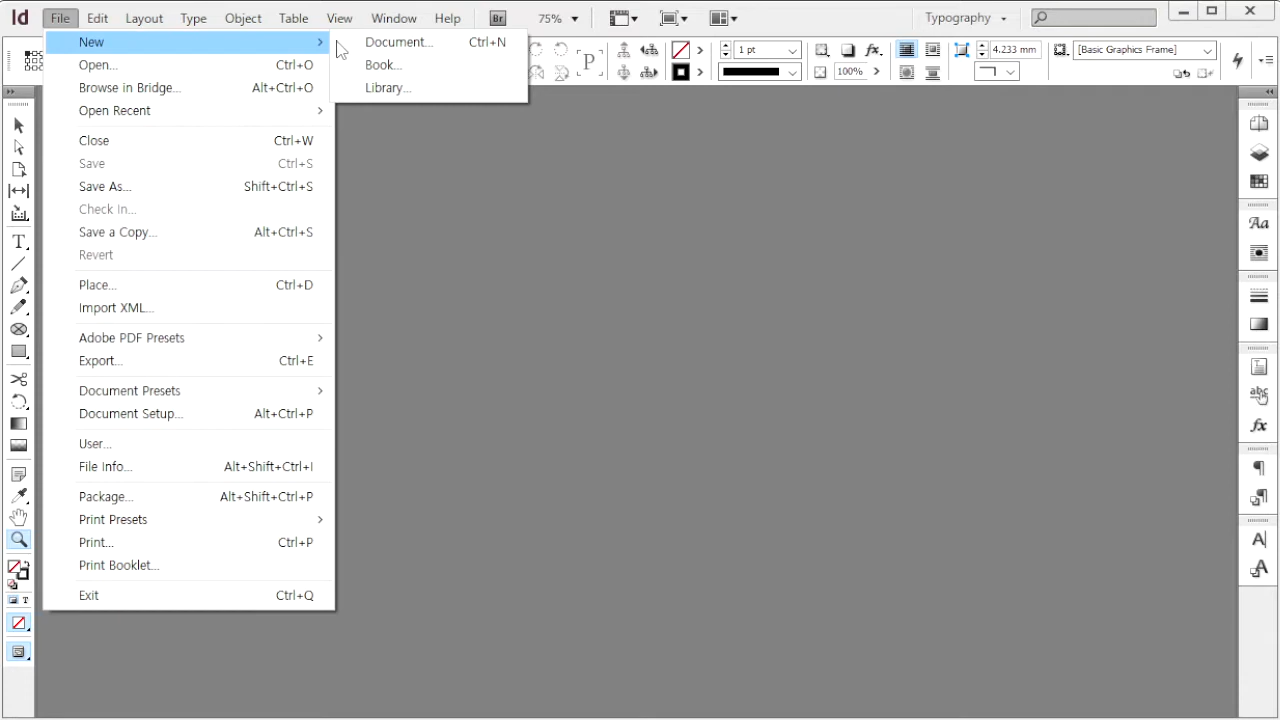 Id File Edit Layout Type Object Table View Window Help Br 75% Typography
New Document... Ctrl+N
Open... Ctrl+O Book...
Browse in Bridge... Alt+Ctrl+O Library...
Open Recent
Close Ctrl+W
Save Ctrl+S
Save As... Shift+Ctrl+S
Check In...
Save a Copy... Alt+Ctrl+S
Revert
Place... Ctrl+D
Import XML...
Adobe PDF Presets
Export... Ctrl+E
Document Presets
Document Setup... Alt+Ctrl+P
User...
File Info... Alt+Shift+Ctrl+I
Package... Alt+Shift+Ctrl+P
Print Presets
Print... Ctrl+P
Print Booklet...
Exit Ctrl+Q
P
1 pt
fx.
100%
4.233 mm
[Basic Graphics Frame]
T
T
Aa
abc
fx
A
A